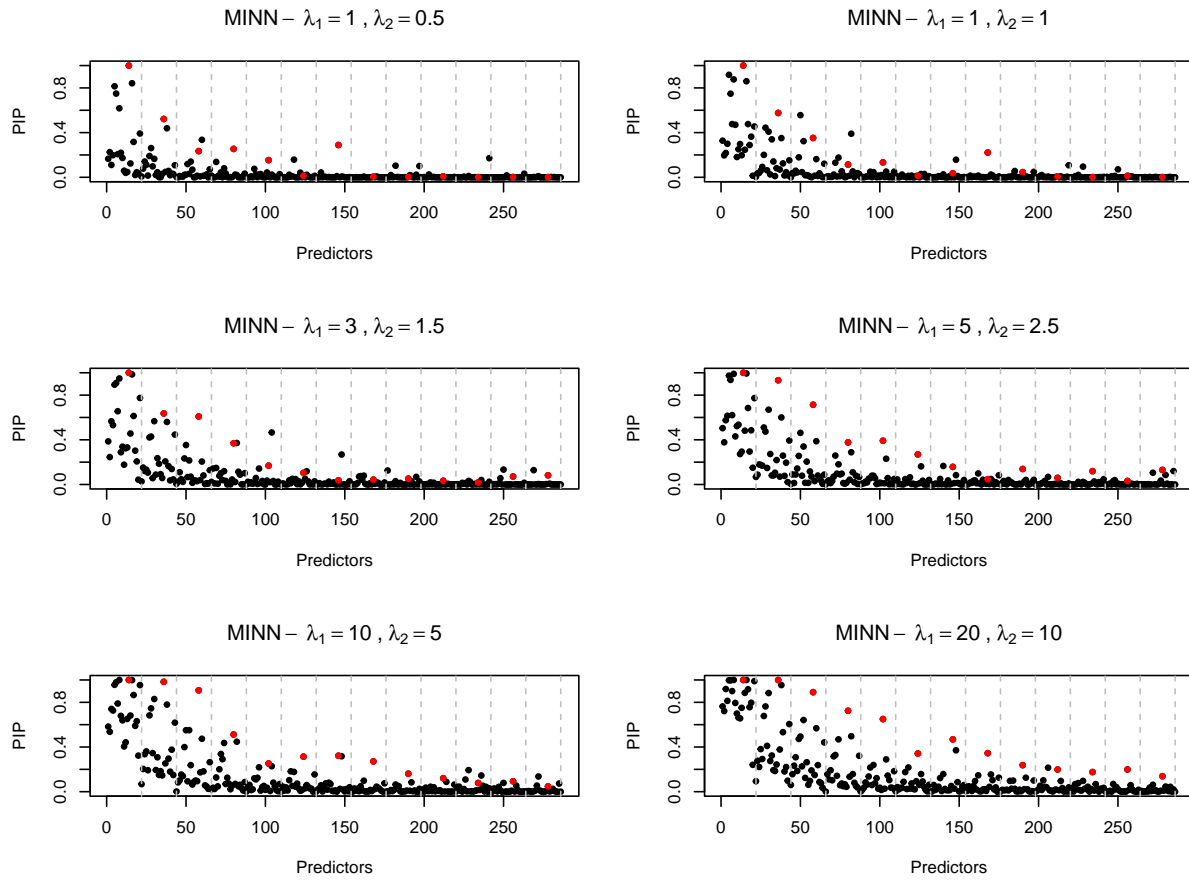 MINN − λ1 = 1 , λ2 = 0.5
PIP
0.0 0.4 0.8
0 50 100 150 200 250
Predictors
MINN − λ1 = 1 , λ2 = 1
PIP
0.0 0.4 0.8
0 50 100 150 200 250
Predictors
MINN − λ1 = 3 , λ2 = 1.5
PIP
0.0 0.4 0.8
0 50 100 150 200 250
Predictors
MINN − λ1 = 5 , λ2 = 2.5
PIP
0.0 0.4 0.8
0 50 100 150 200 250
Predictors
MINN − λ1 = 10 , λ2 = 5
PIP
0.0 0.4 0.8
0 50 100 150 200 250
Predictors
MINN − λ1 = 20 , λ2 = 10
PIP
0.0 0.4 0.8
0 50 100 150 200 250
Predictors